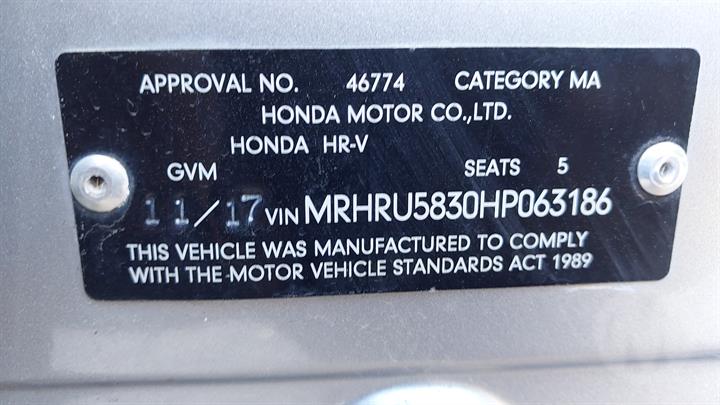 APPROVAL NO. 46774 CATEGORY MA
HONDA MOTOR CO.,LTD.
HONDA HR-V
GVM SEATS 5
11/17 VIN MRHRU5830HP063186
THIS VEHICLE WAS MANUFACTURED TO COMPLY
WITH THE MOTOR VEHICLE STANDARDS ACT 1989